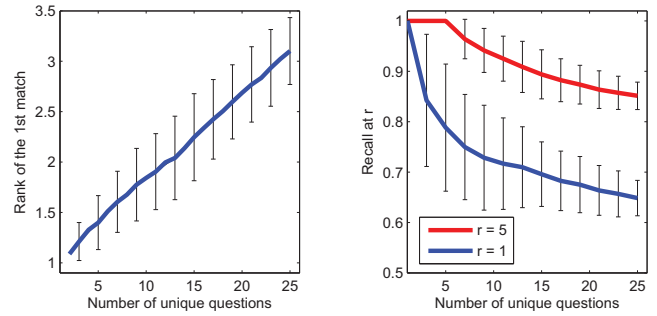 Rank of the 1st match
3.5
3
2.5
2
1.5
1
5 10 15 20 25
Number of unique questions
Recall at r
1
0.9
0.8
0.7
0.6
0.5
r = 5
r = 1
5 10 15 20 25
Number of unique questions